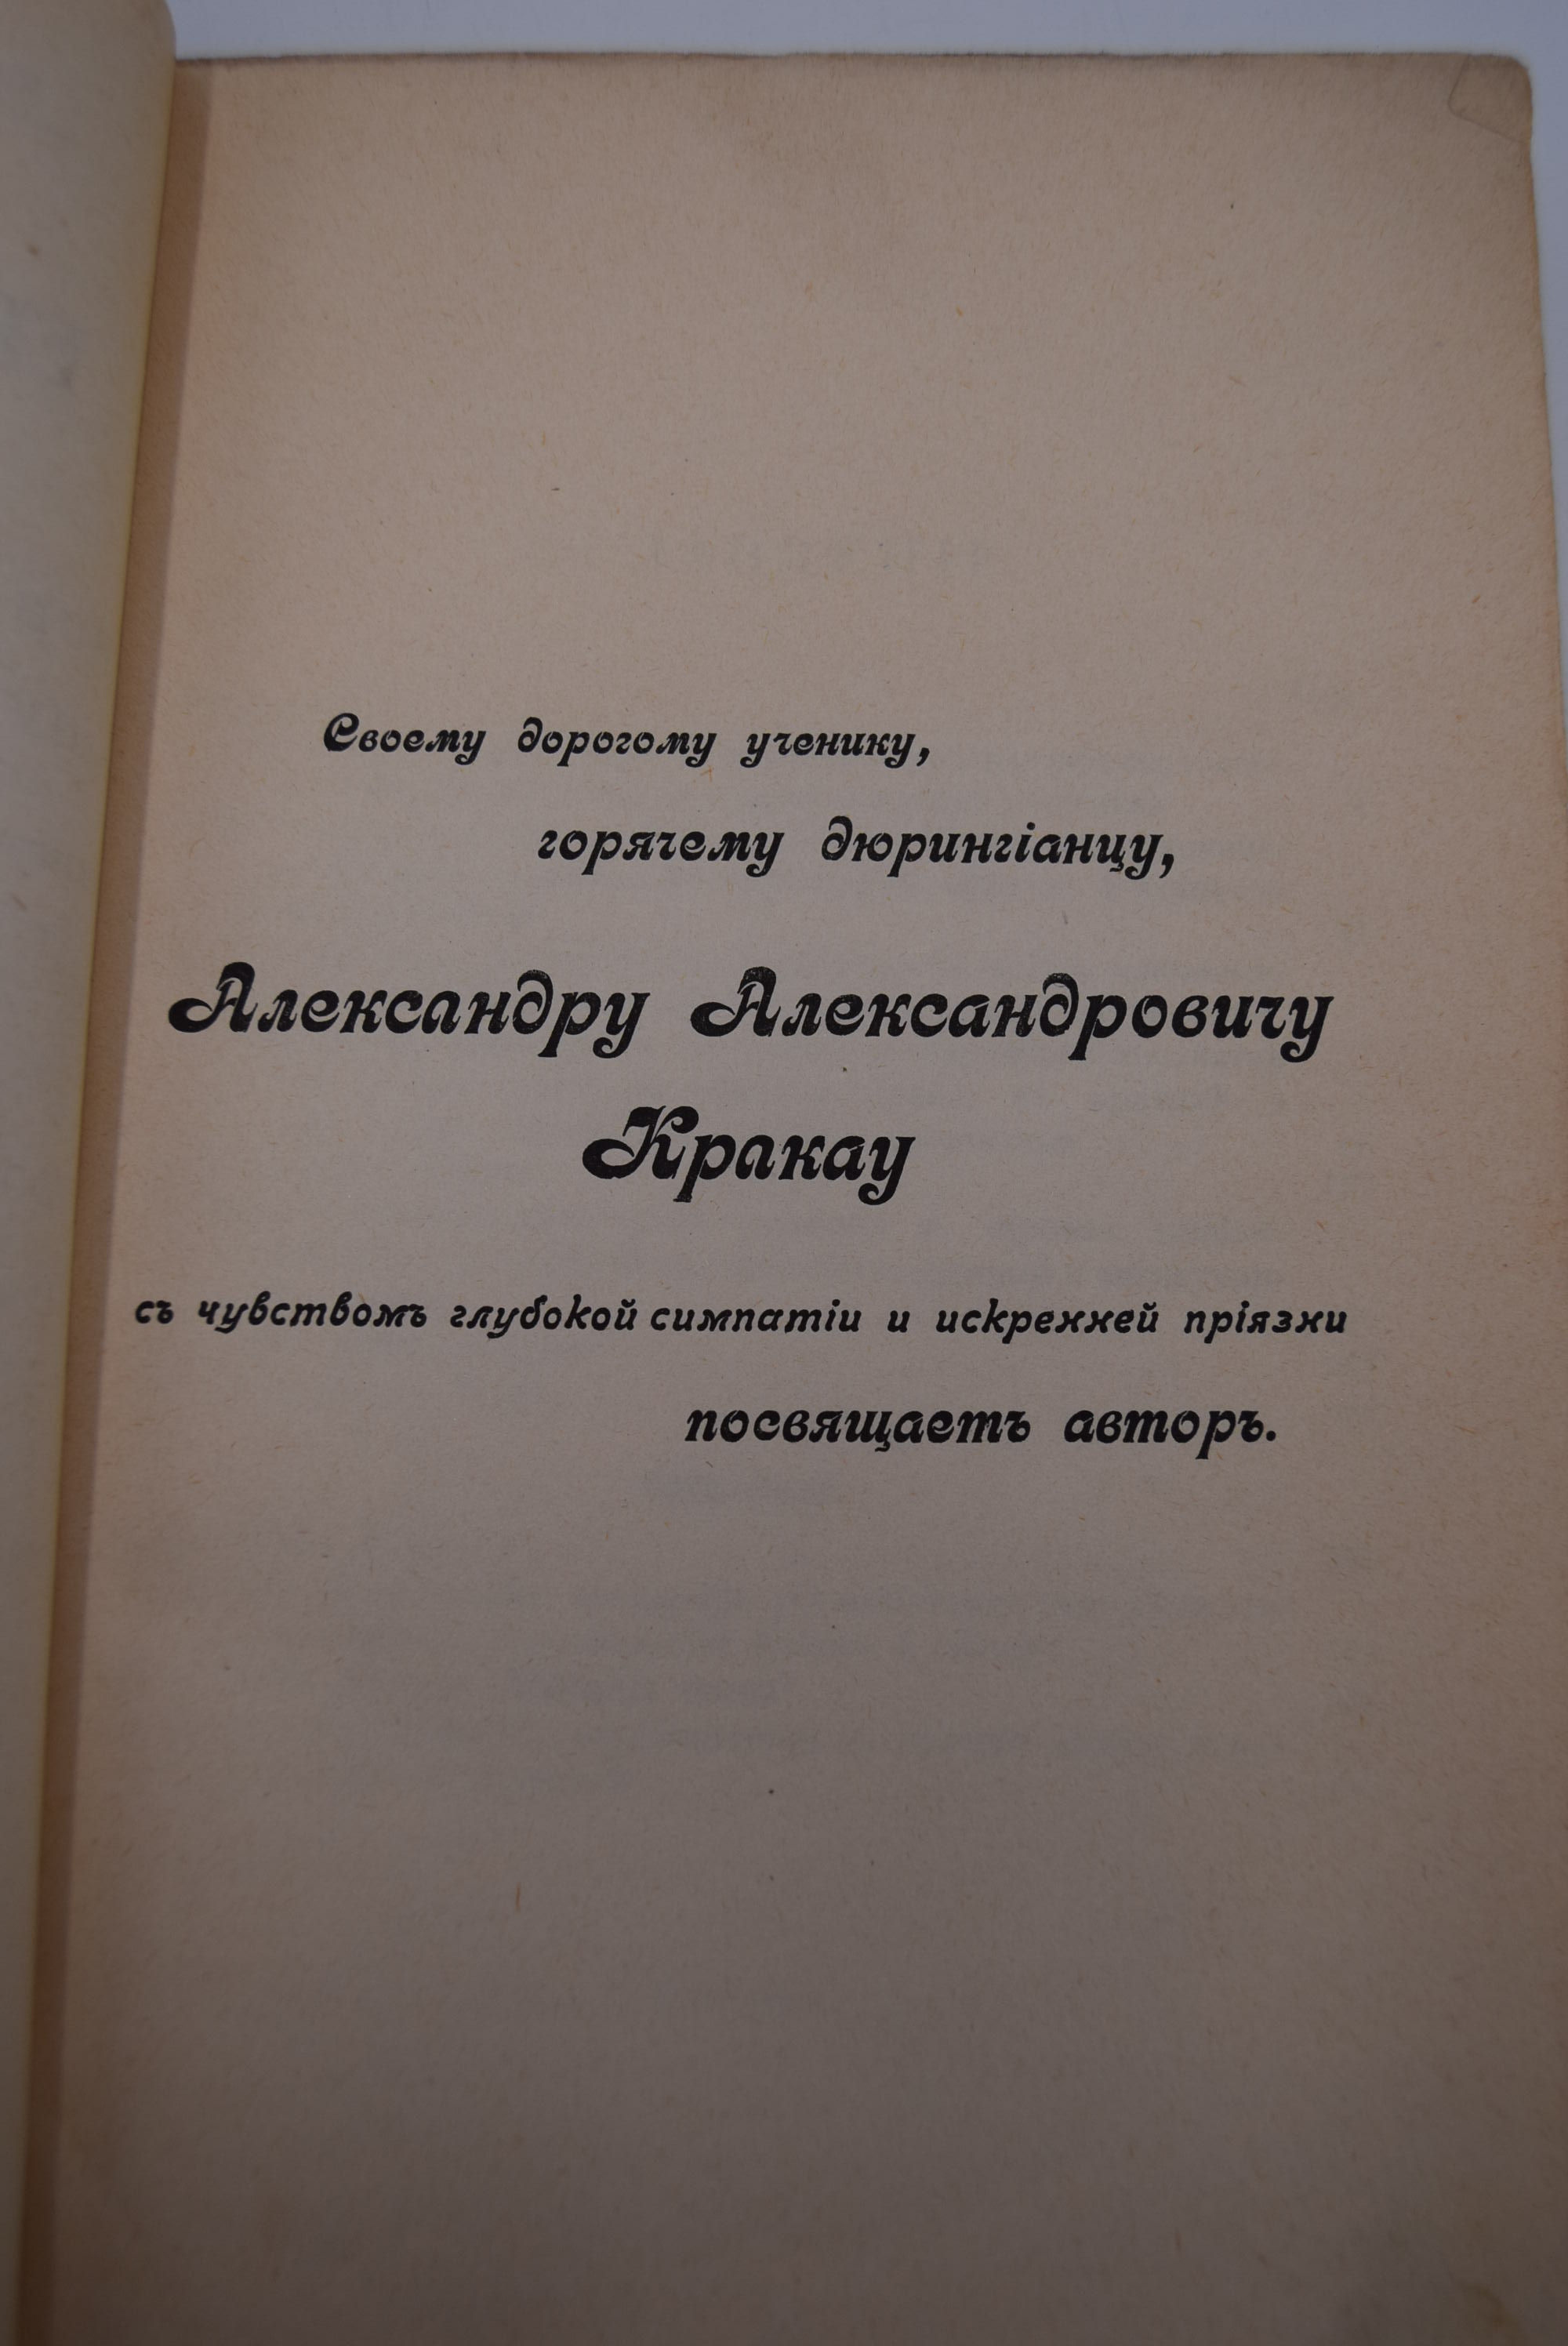 Своему дорогому ученику,
горячему дюрингіанцу,
Александру Александровичу
Кракау
съ чувствомъ глубокой симпатіи и искренней пріязни
посвящаетъ авторъ.